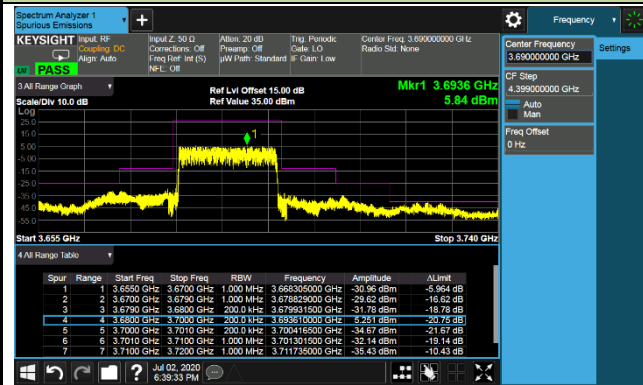 Spectrum Analyzer 1
Spurious Emissions
Frequency
KEYSIGHT
Input: RF
Coupling: DC
Align: Auto
Input Z: 50 Ω
Corrections: Off
Freq Ref: Int (S)
NFE: Off
Atten: 20 dB
Preamp: Off
µW Path: Standard
Trig: Periodic
Gate: LO
IF Gain: Low
Center Freq: 3.690000000 GHz
Radio Std: None
PASS
Center Frequency
3.690000000 GHz
Settings
CF Step
4.399000000 GHz
Auto
Man
Freq Offset
0 Hz
3 All Range Graph
Scale/Div 10.0 dB
Ref Lvl Offset 15.00 dB
Ref Value 35.00 dBm
Mkr1 3.6936 GHz
5.84 dBm
Log
25.0
15.0
5.00
-5.00
-15.0
-25.0
-35.0
-45.0
-55.0
1
Start 3.655 GHz
Stop 3.740 GHz
4 All Range Table
Spur Range Start Freq Stop Freq RBW Frequency Amplitude ΔLimit
1 1 3.6550 GHz 3.6700 GHz 1.000 MHz 3.668305000 GHz -30.96 dBm -5.964 dB
2 2 3.6700 GHz 3.6790 GHz 1.000 MHz 3.678829000 GHz -29.62 dBm -16.62 dB
3 3 3.6790 GHz 3.6800 GHz 200.0 kHz 3.679931500 GHz -31.78 dBm -18.78 dB
4 4 3.6800 GHz 3.7000 GHz 200.0 kHz 3.693610000 GHz 5.251 dBm -20.75 dB
5 5 3.7000 GHz 3.7010 GHz 200.0 kHz 3.700416500 GHz -34.67 dBm -21.67 dB
6 6 3.7010 GHz 3.7100 GHz 1.000 MHz 3.701301500 GHz -32.14 dBm -19.14 dB
7 7 3.7100 GHz 3.7200 GHz 1.000 MHz 3.711735000 GHz -35.43 dBm -10.43 dB
Jul 02, 2020
6:39:33 PM